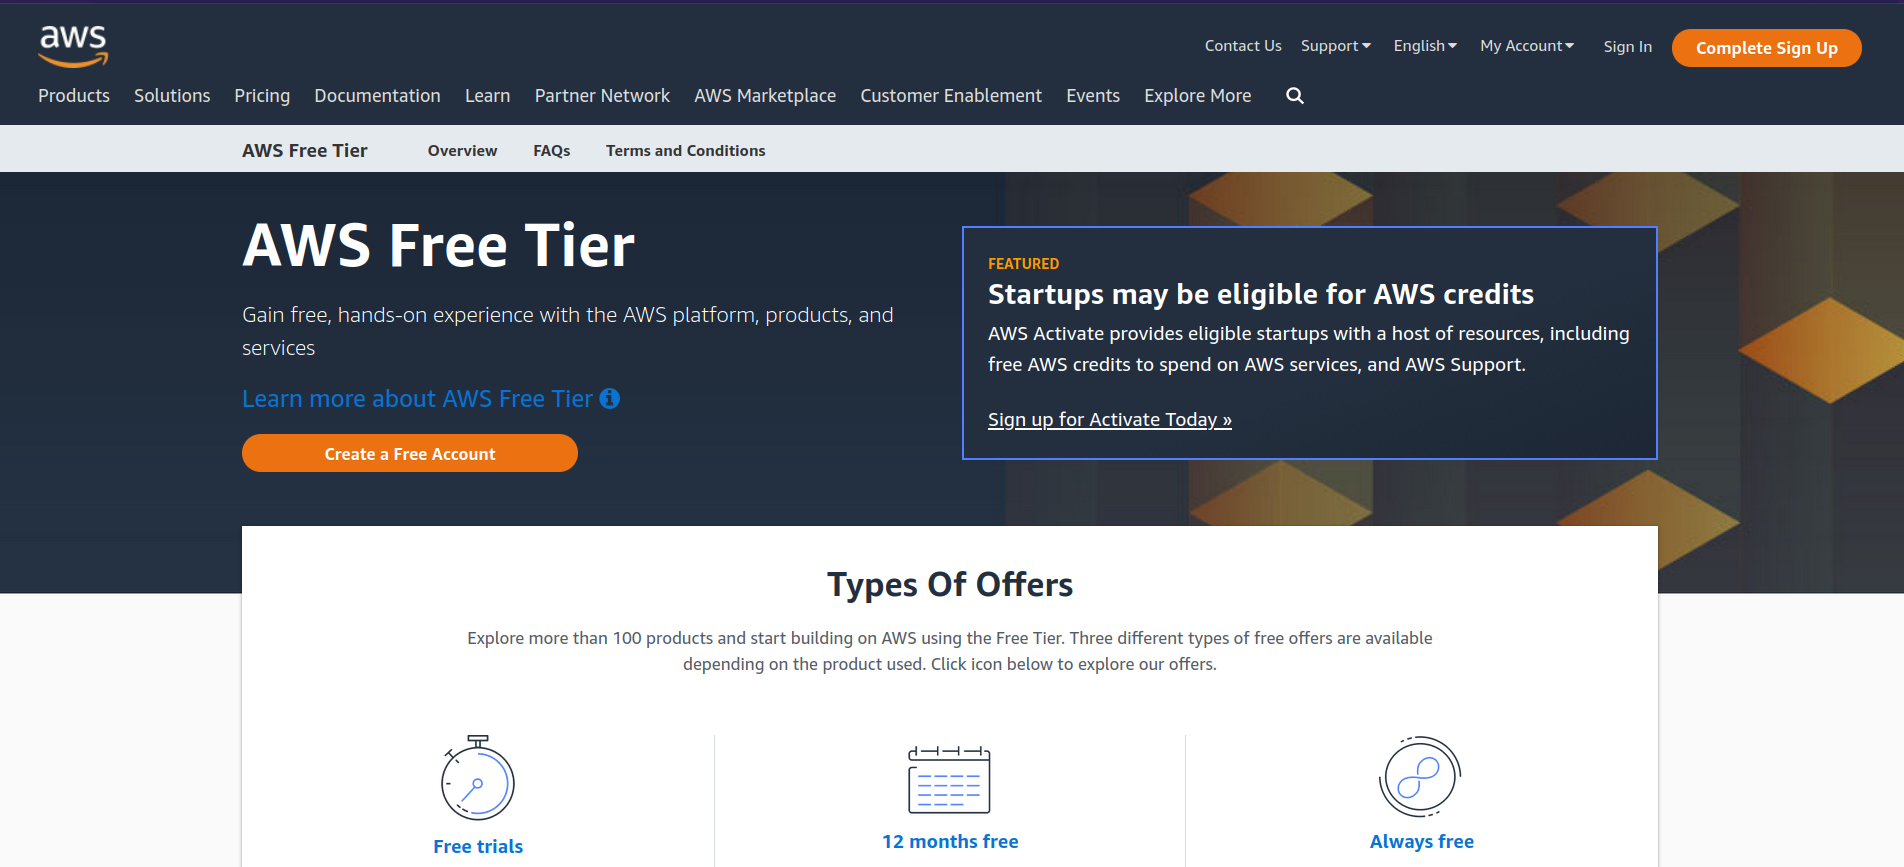 aws
Contact Us Support English My Account Sign In Complete Sign Up
Products Solutions Pricing Documentation Learn Partner Network AWS Marketplace Customer Enablement Events Explore More
AWS Free Tier Overview FAQs Terms and Conditions
AWS Free Tier
Gain free, hands-on experience with the AWS platform, products, and
services
Learn more about AWS Free Tier
Create a Free Account
FEATURED
Startups may be eligible for AWS credits
AWS Activate provides eligible startups with a host of resources, including
free AWS credits to spend on AWS services, and AWS Support.
Sign up for Activate Today »
Types Of Offers
Explore more than 100 products and start building on AWS using the Free Tier. Three different types of free offers are available
depending on the product used. Click icon below to explore our offers.
Free trials
12 months free
Always free